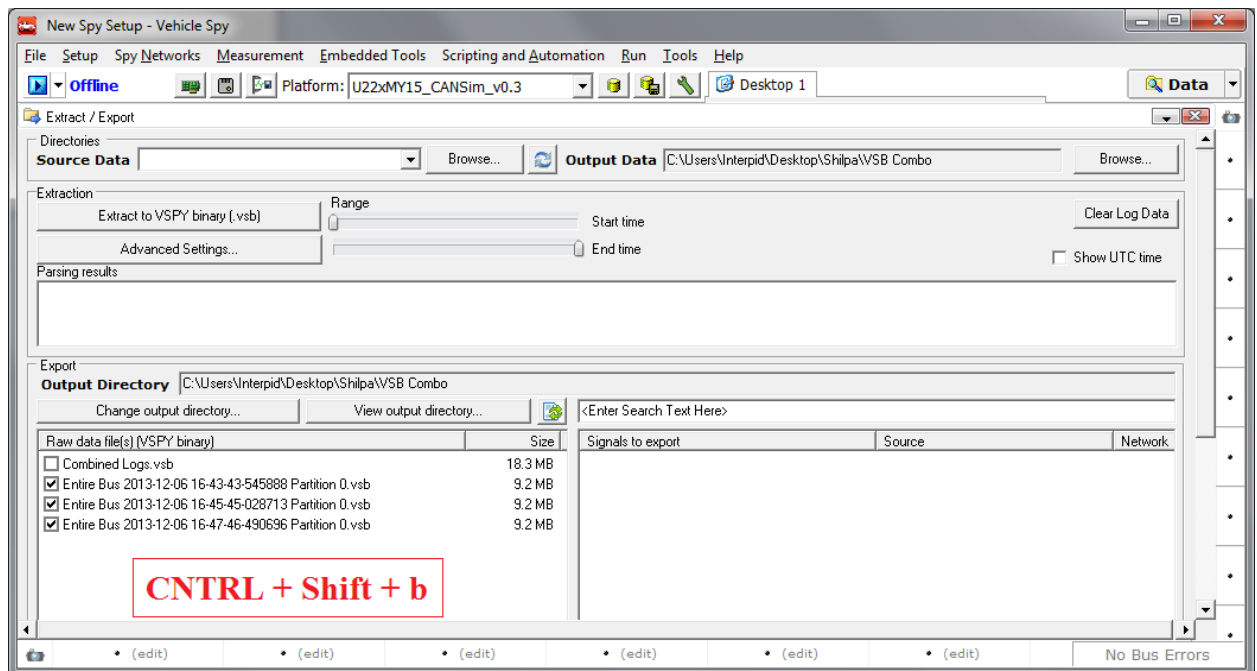 New Spy Setup - Vehicle Spy
File Setup Spy Networks Measurement Embedded Tools Scripting and Automation Run Tools Help
Offline Platform: U22xMY15_CANSim_v0.3 Desktop 1 Data
Extract / Export
Directories
Source Data Browse... Output Data C:\Users\Interpid\Desktop\Shilpa\VSB Combo Browse...
Extraction
Extract to VSPY binary (.vsb) Range Start time Clear Log Data
Advanced Settings... End time Show UTC time
Parsing results
Export
Output Directory C:\Users\Interpid\Desktop\Shilpa\VSB Combo
Change output directory... View output directory... <Enter Search Text Here>
Raw data file(s) (VSPY binary) Size Signals to export Source Network
Combined Logs.vsb 18.3 MB
Entire Bus 2013-12-06 16-43-43-545888 Partition 0.vsb 9.2 MB
Entire Bus 2013-12-06 16-45-45-028713 Partition 0.vsb 9.2 MB
Entire Bus 2013-12-06 16-47-46-490696 Partition 0.vsb 9.2 MB
CNTRL + Shift + b
(edit) (edit) (edit) (edit) (edit) (edit) No Bus Errors